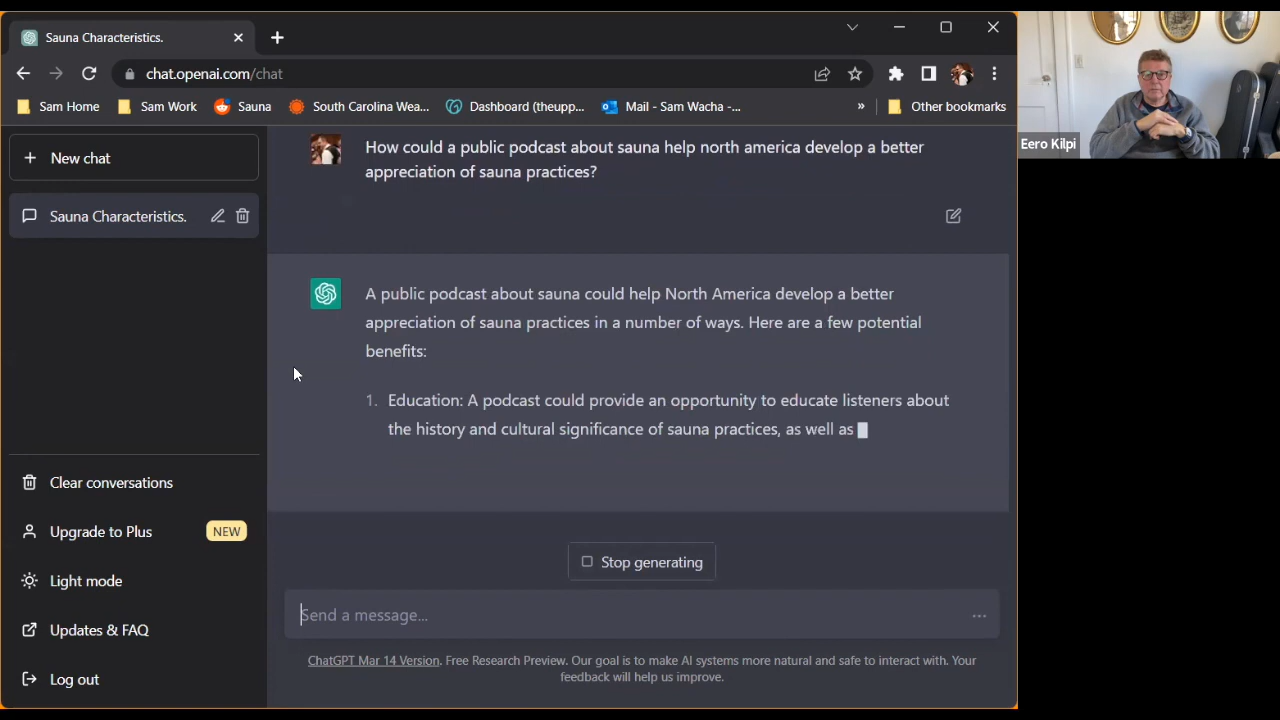 Sauna Characteristics.
chat.openai.com/chat
Sam Home
Sam Work
Sauna
South Carolina Wea...
Dashboard (theupp...
Mail - Sam Wacha -...
»
Other bookmarks
New chat
Sauna Characteristics.
Clear conversations
Upgrade to Plus
NEW
Light mode
Updates & FAQ
Log out
How could a public podcast about sauna help north america develop a better
appreciation of sauna practices?
A public podcast about sauna could help North America develop a better
appreciation of sauna practices in a number of ways. Here are a few potential
benefits:
1. Education: A podcast could provide an opportunity to educate listeners about
the history and cultural significance of sauna practices, as well as
Stop generating
Send a message...
ChatGPT Mar 14 Version. Free Research Preview. Our goal is to make AI systems more natural and safe to interact with. Your
feedback will help us improve.
Eero Kilpi